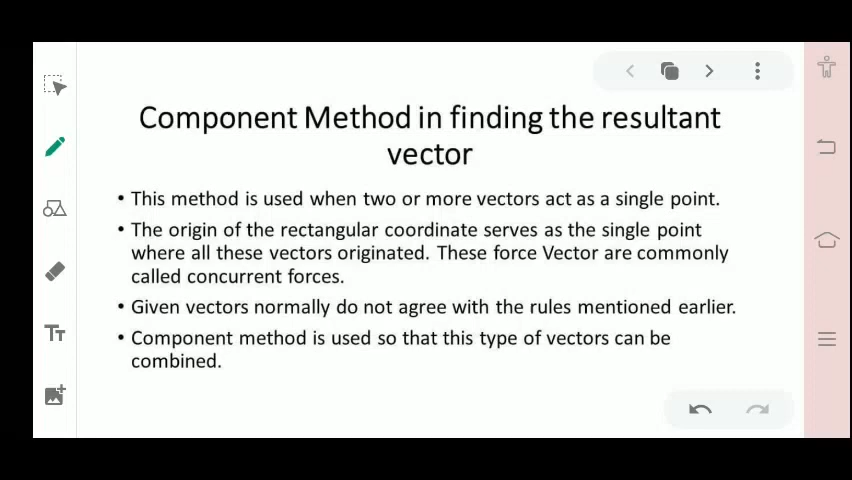 Component Method in finding the resultant
vector
• This method is used when two or more vectors act as a single point.
• The origin of the rectangular coordinate serves as the single point
where all these vectors originated. These force Vector are commonly
called concurrent forces.
• Given vectors normally do not agree with the rules mentioned earlier.
• Component method is used so that this type of vectors can be
combined.
TT